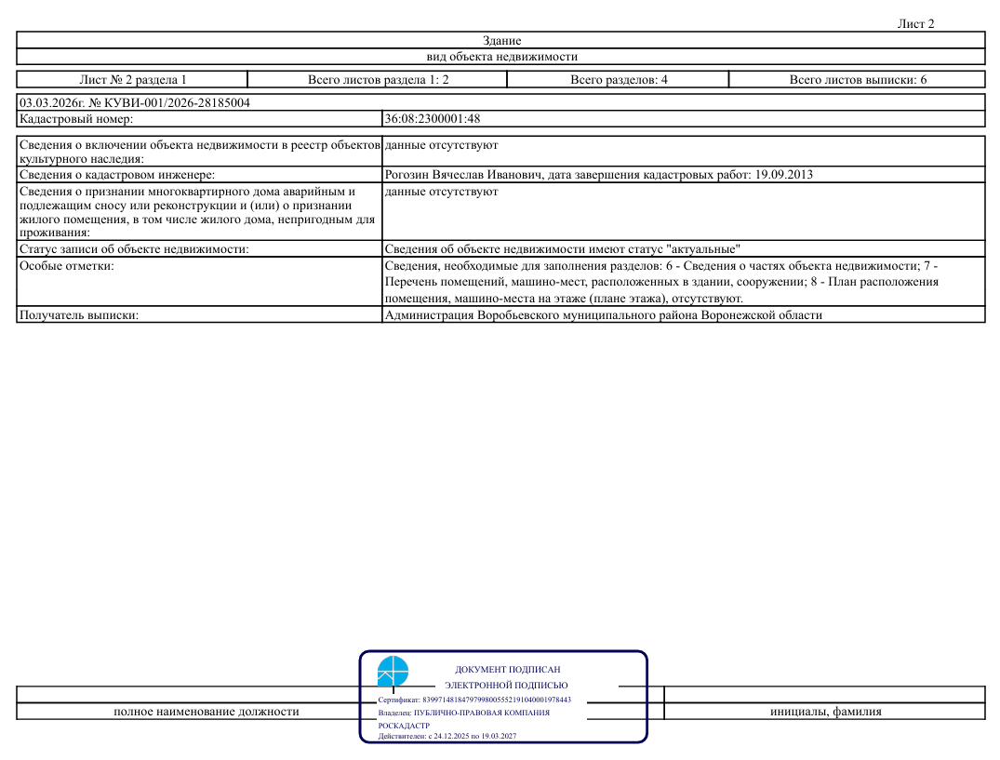 Лист 2
Здание
вид объекта недвижимости
Лист № 2 раздела 1
Всего листов раздела 1: 2
Всего разделов: 4
Всего листов выписки: 6
03.03.2026г. № КУВИ-001/2026-28185004
Кадастровый номер:
36:08:2300001:48
Сведения о включении объекта недвижимости в реестр объектов
культурного наследия:
данные отсутствуют
Сведения о кадастровом инженере:
Рогозин Вячеслав Иванович, дата завершения кадастровых работ: 19.09.2013
Сведения о признании многоквартирного дома аварийным и
подлежащим сносу или реконструкции и (или) о признании
жилого помещения, в том числе жилого дома, непригодным для
проживания:
данные отсутствуют
Статус записи об объекте недвижимости:
Сведения об объекте недвижимости имеют статус "актуальные"
Особые отметки:
Сведения, необходимые для заполнения разделов: 6 - Сведения о частях объекта недвижимости; 7 -
Перечень помещений, машино-мест, расположенных в здании, сооружении; 8 - План расположения
помещения, машино-места на этаже (плане этажа), отсутствуют.
Получатель выписки:
Администрация Воробьевского муниципального района Воронежской области
ДОКУМЕНТ ПОДПИСАН
ЭЛЕКТРОННОЙ ПОДПИСЬЮ
Сертификат: 83997148184797998005552191040001978443
Владелец: ПУБЛИЧНО-ПРАВОВАЯ КОМПАНИЯ
РОСКАДАСТР
Действителен: с 24.12.2025 по 19.03.2027
полное наименование должности
инициалы, фамилия